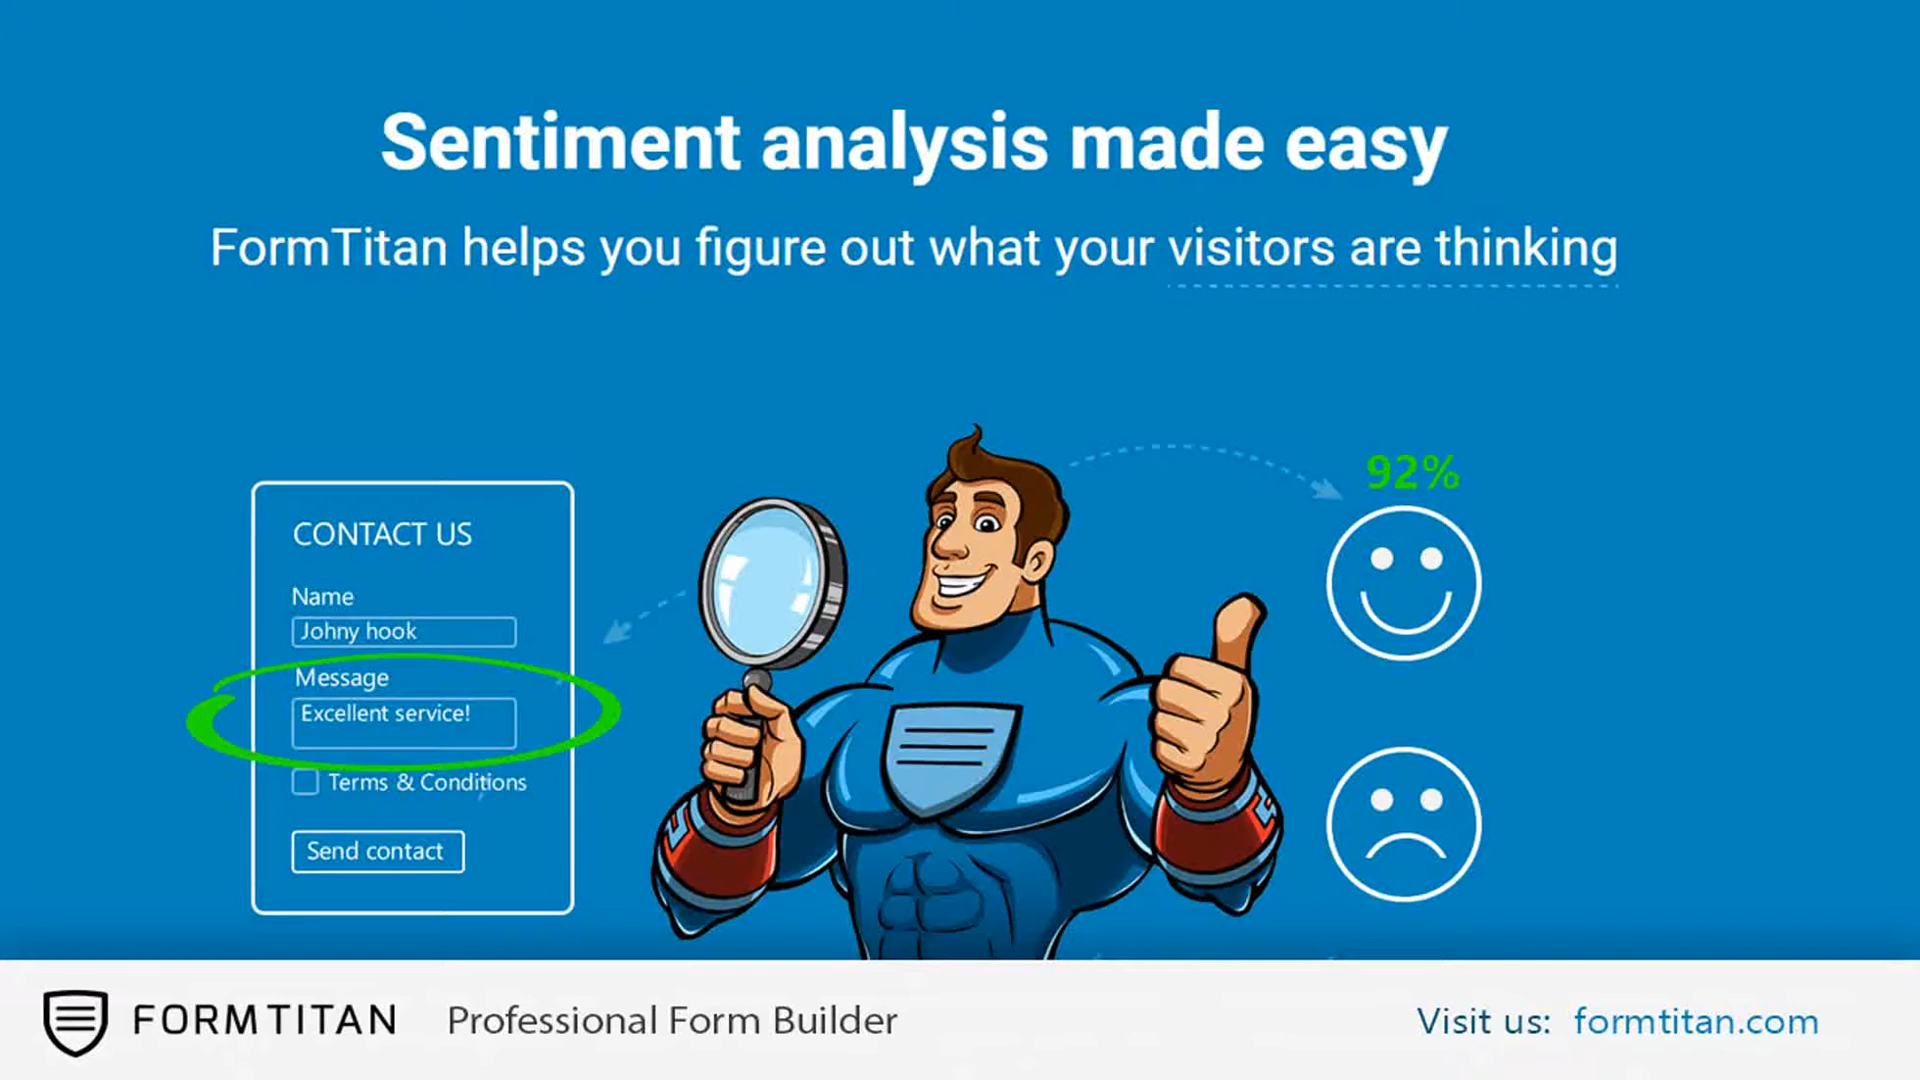 Sentiment analysis made easy
FormTitan helps you figure out what your visitors are thinking
92%
CONTACT US
Name
Johny hook
Message
Excellent service!
Terms & Conditions
Send contact
FORMTITAN Professional Form Builder Visit us: formtitan.com